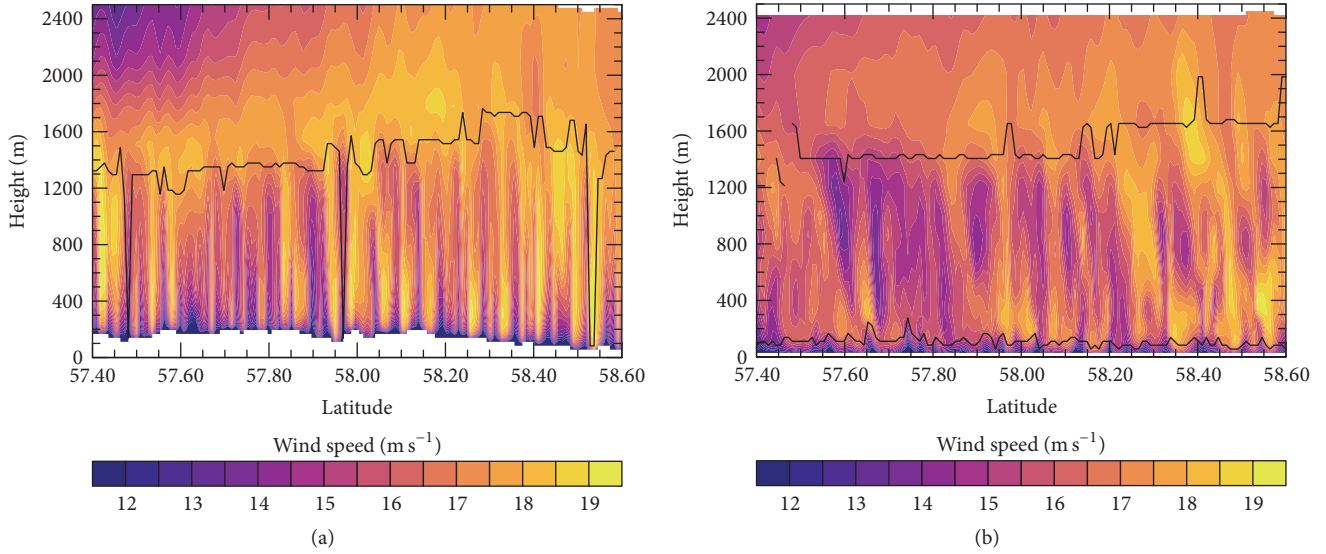 2400
2000
1600
1200
800
400
0
Height (m)
57.40 57.60 57.80 58.00 58.20 58.40 58.60
Latitude
Wind speed (m s⁻¹)
12 13 14 15 16 17 18 19
(a)
2400
2000
1600
1200
800
400
0
Height (m)
57.40 57.60 57.80 58.00 58.20 58.40 58.60
Latitude
Wind speed (m s⁻¹)
12 13 14 15 16 17 18 19
(b)